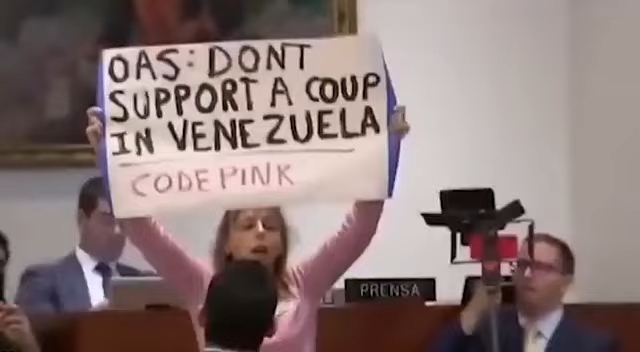 OAS: DONT
SUPPORT A COUP
IN VENEZUELA
CODEPINK
PRENSA